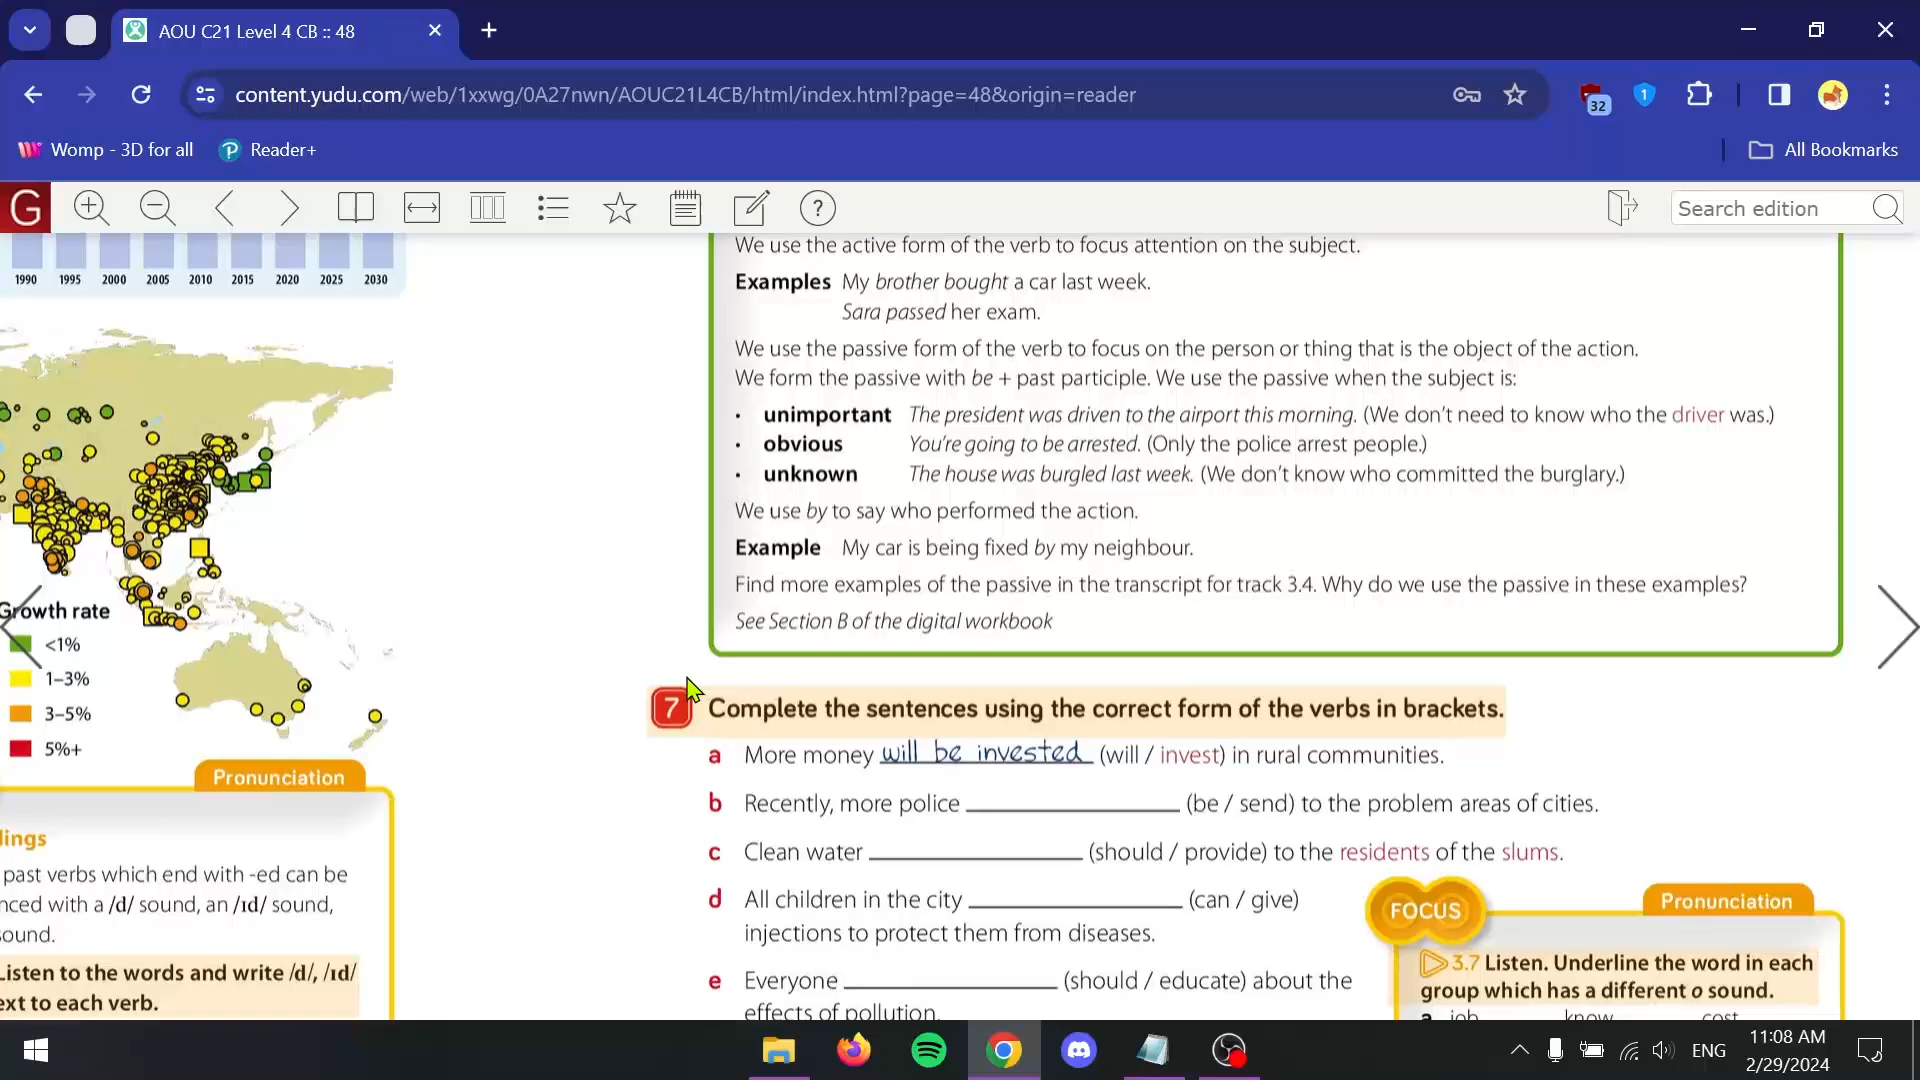 AOU C21 Level 4 CB :: 48
content.yudu.com/web/1xxwg/0A27nwn/AOUC21L4CB/html/index.html?page=48&origin=reader
32
1
Womp - 3D for all
Reader+
All Bookmarks
G
?
Search edition
1990 1995 2000 2005 2010 2015 2020 2025 2030
Growth rate
<1%
1–3%
3–5%
5%+
Pronunciation
lings
past verbs which end with -ed can be
nced with a /d/ sound, an /ɪd/ sound,
sound.
Listen to the words and write /d/, /ɪd/
ext to each verb.
We use the active form of the verb to focus attention on the subject.
Examples My brother bought a car last week.
Sara passed her exam.
We use the passive form of the verb to focus on the person or thing that is the object of the action.
We form the passive with be + past participle. We use the passive when the subject is:
• unimportant The president was driven to the airport this morning. (We don't need to know who the driver was.)
• obvious You're going to be arrested. (Only the police arrest people.)
• unknown The house was burgled last week. (We don't know who committed the burglary.)
We use by to say who performed the action.
Example My car is being fixed by my neighbour.
Find more examples of the passive in the transcript for track 3.4. Why do we use the passive in these examples?
See Section B of the digital workbook
7 Complete the sentences using the correct form of the verbs in brackets.
a More money will be invested (will / invest) in rural communities.
b Recently, more police ____________ (be / send) to the problem areas of cities.
c Clean water ____________ (should / provide) to the residents of the slums.
d All children in the city ____________ (can / give)
injections to protect them from diseases.
e Everyone ____________ (should / educate) about the
effects of pollution.
FOCUS
Pronunciation
3.7 Listen. Underline the word in each
group which has a different o sound.
a job know cost
ENG
11:08 AM
2/29/2024